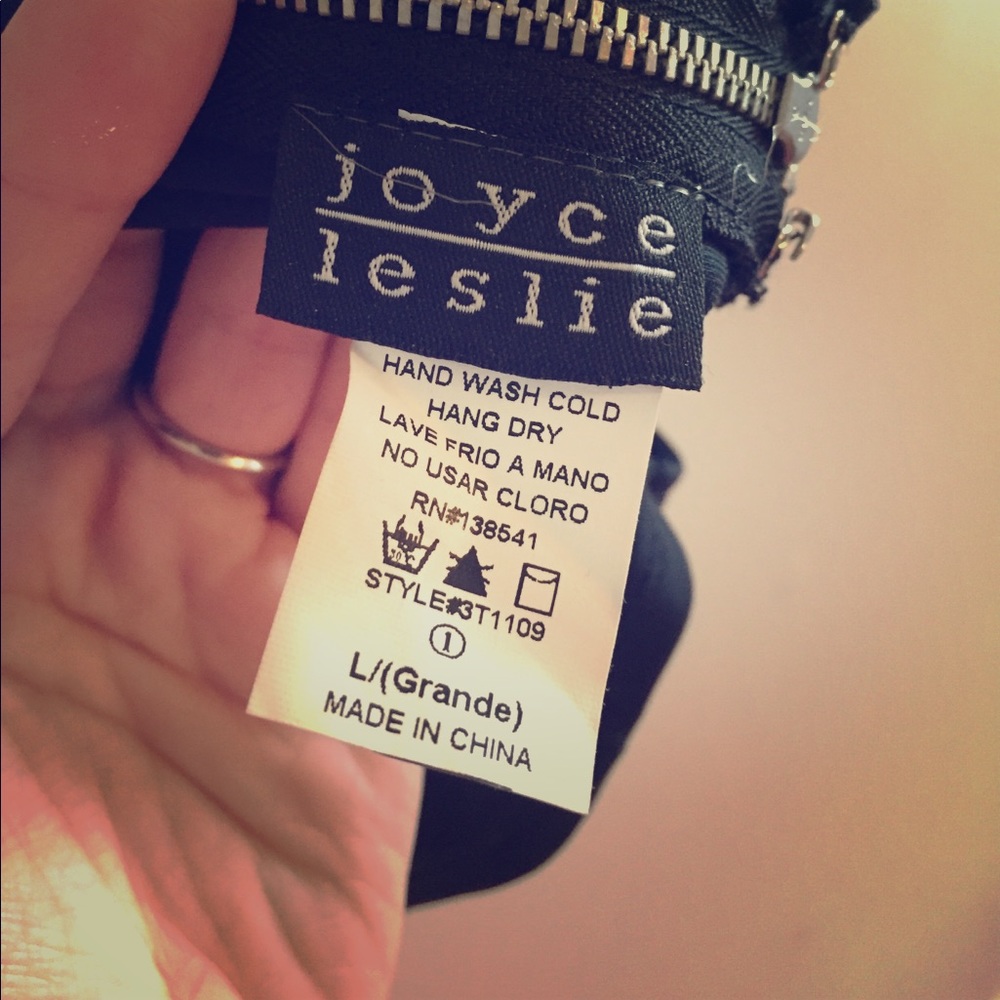 joyce
leslie
HAND WASH COLD
HANG DRY
LAVE FRIO A MANO
NO USAR CLORO
RN#138541
30°C
STYLE#3T1109
1
L/(Grande)
MADE IN CHINA